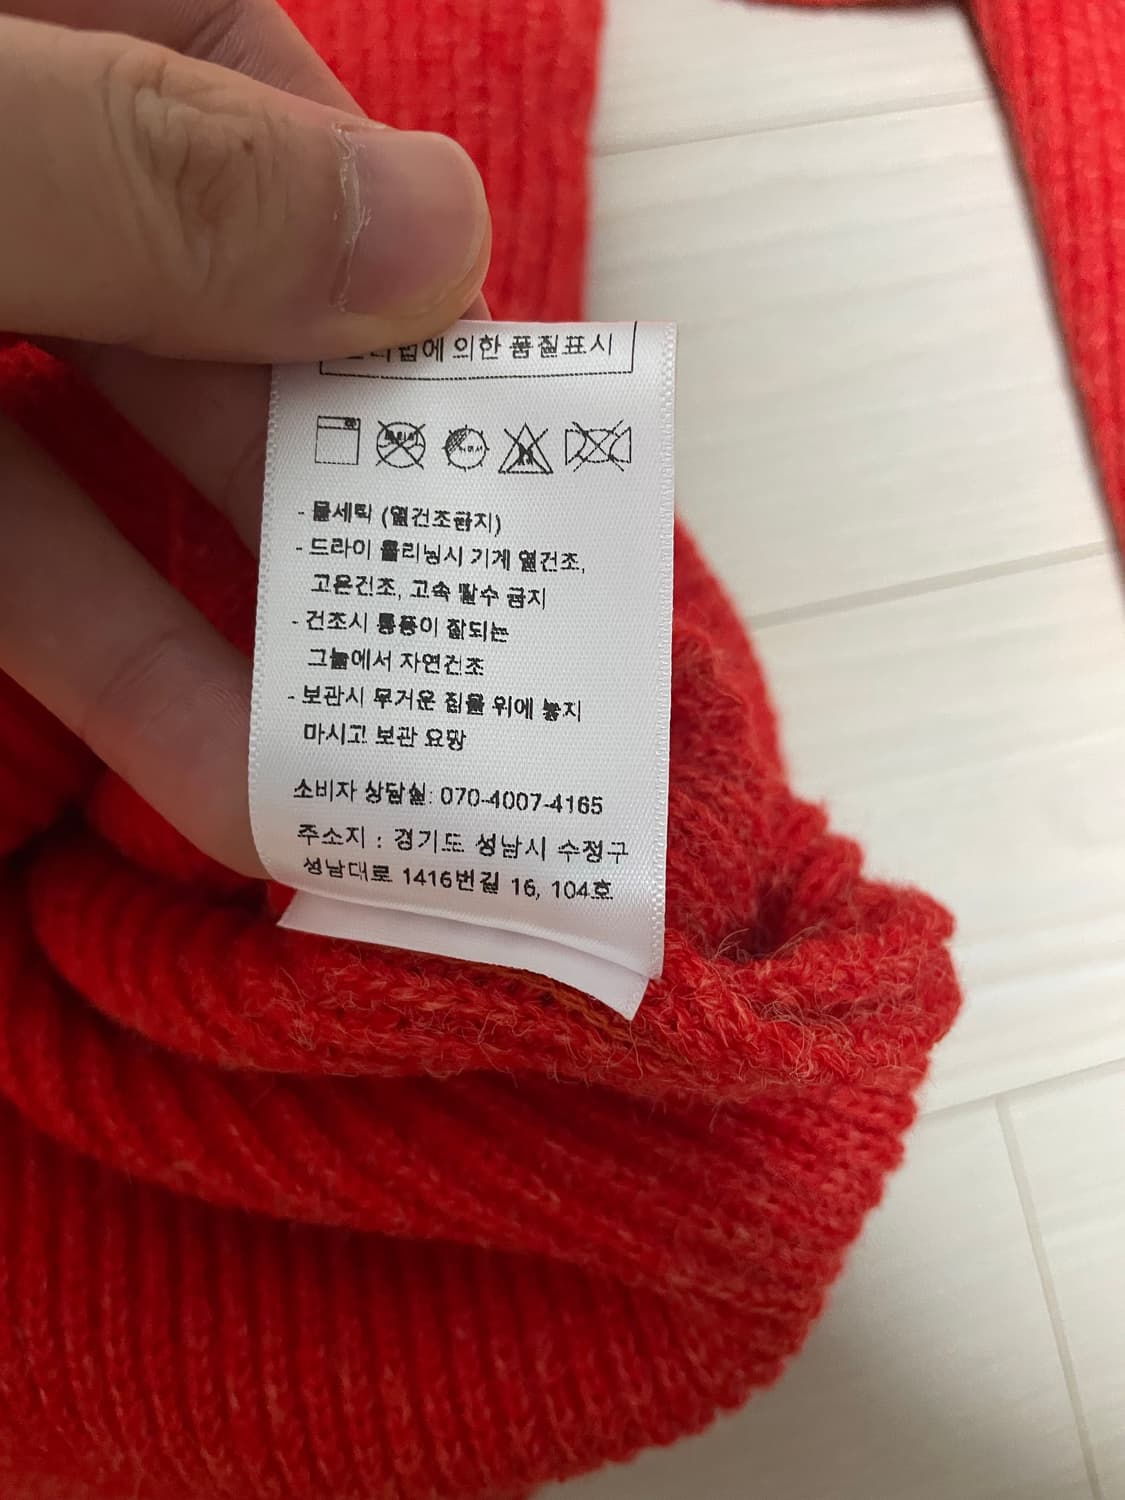 의한 품질표시
- 물세탁 (열건조금지)
- 드라이 클리닝시 기계 열건조,
고온건조, 고속 탈수 금지
- 건조시 통풍이 잘되는
그늘에서 자연건조
- 보관시 무거운 짐을 위에 놓지
마시고 보관 요망
소비자 상담실: 070-4007-4165
주소지 : 경기도 성남시 수정구
성남대로 1416번길 16, 104호